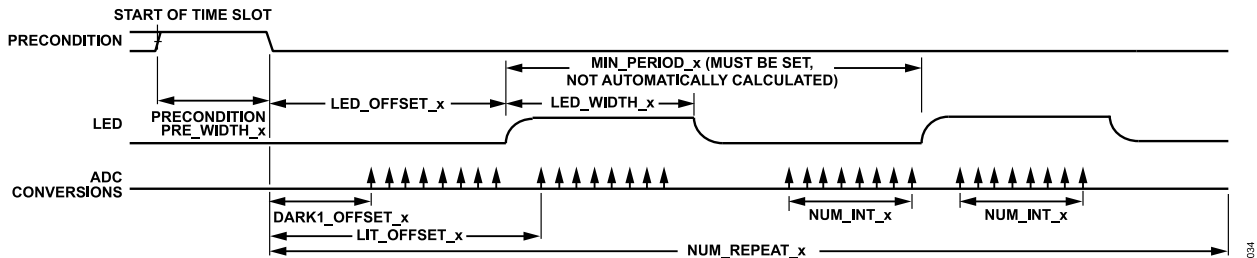 START OF TIME SLOT
PRECONDITION
MIN_PERIOD_x (MUST BE SET,
NOT AUTOMATICALLY CALCULATED)
LED_OFFSET_x
LED_WIDTH_x
PRECONDITION
PRE_WIDTH_x
LED
ADC
CONVERSIONS
DARK1_OFFSET_x
NUM_INT_x
NUM_INT_x
LIT_OFFSET_x
NUM_REPEAT_x
034